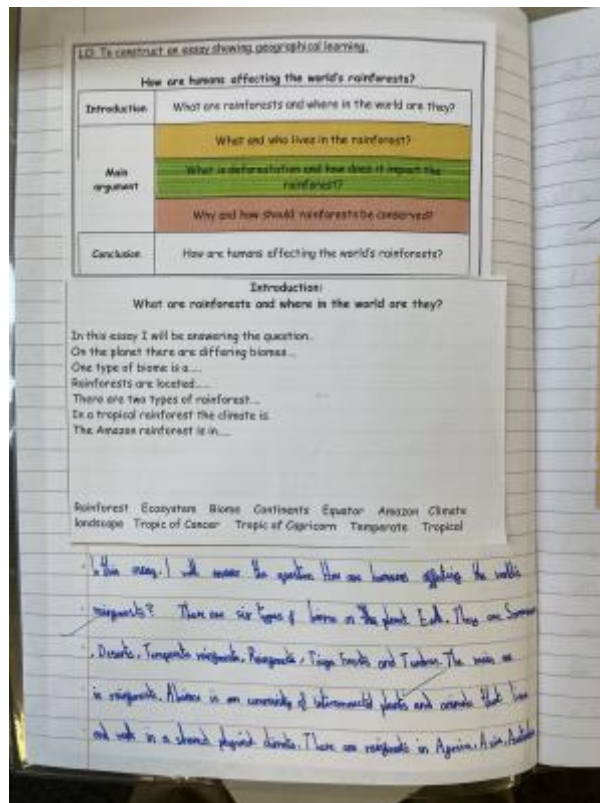 LO: To construct an essay showing geographical learning.
How are humans affecting the world's rainforests?
Introduction
What are rainforests and where in the world are they?
Main argument
What and who lives in the rainforest?
What is deforestation and how does it impact the
rainforest?
Why and how should rainforests be conserved?
Conclusion
How are humans affecting the world's rainforests?
Introduction:
What are rainforests and where in the world are they?
In this essay I will be answering the question..
On the planet there are differing biomes...
One type of biome is a....
Rainforests are located.....
There are two types of rainforest....
In a tropical rainforest the climate is
The Amazon rainforest is in....
Rainforest Ecosystem Biome Continents Equator Amazon Climate
landscape Tropic of Cancer Tropic of Capricorn Temperate Tropical
In this essay, I will answer the question How are humans affecting the world's
rainforests? There are six types of biome on the planet Earth. They are
, Deserts, Temperate rainforests, Rainforests, Taiga Forests and Tundras. The main
in rainforests. A biome is an community of interconnected plants and animals that live
and in a shared physical climate. There are rainforests in Asia,